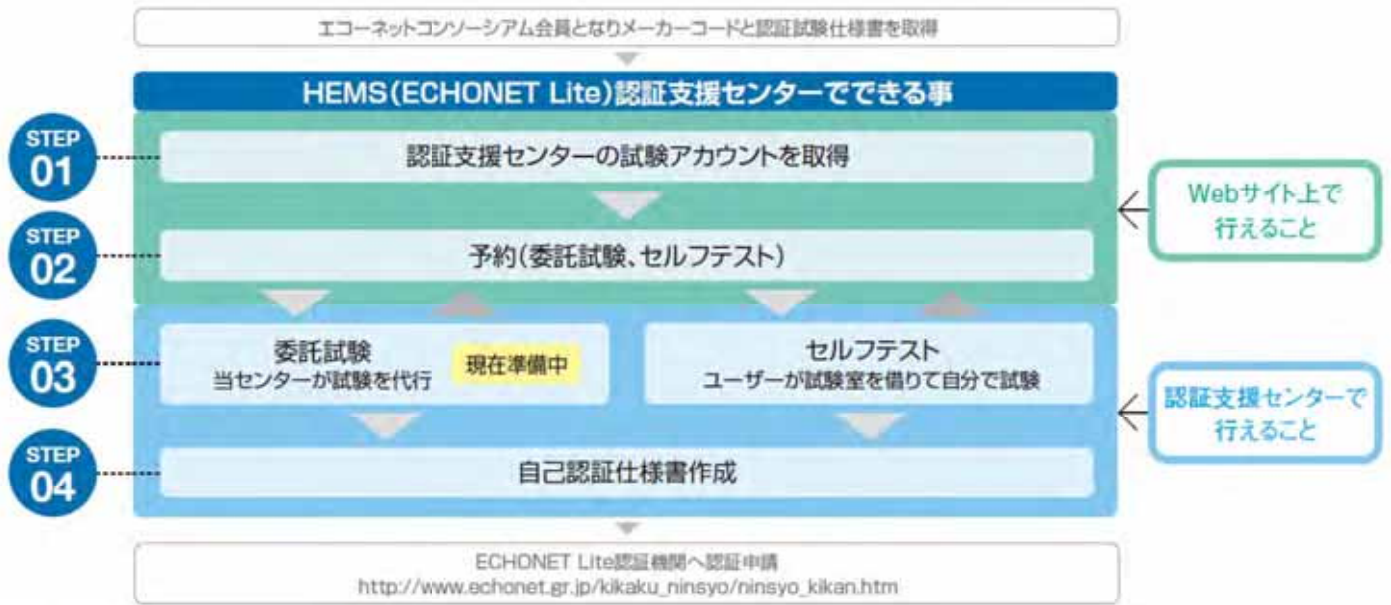 エコーネットコンソーシアム会員となりメーカーコードと認証試験仕様書を取得
HEMS(ECHONET Lite)認証支援センターでできる事
STEP
01
認証支援センターの試験アカウントを取得
Webサイト上で
行えること
STEP
02
予約(委託試験、セルフテスト)
STEP
03
委託試験
当センターが試験を代行
現在準備中
セルフテスト
ユーザーが試験室を借りて自分で試験
認証支援センターで
行えること
STEP
04
自己認証仕様書作成
ECHONET Lite認証機関へ認証申請
http://www.echonet.gr.jp/kikaku_ninsyo/ninsyo_kikan.htm